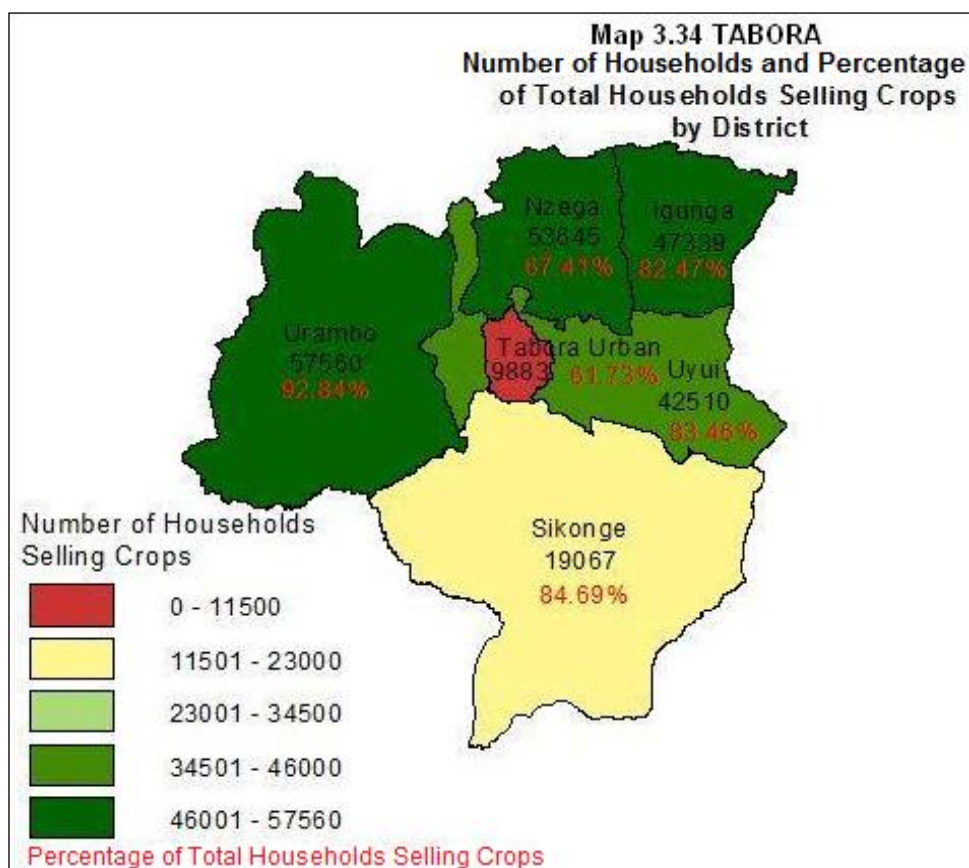 Map 3.34 TABORA
Number of Households and Percentage
of Total Households Selling Crops
by District
Nzega
53645
67.41%
Igunga
47339
82.47%
Urambo
57560
92.84%
Tabora Urban
9883
61.73%
Uyui
42510
83.46%
Sikonge
19067
84.69%
Number of Households
Selling Crops
0 - 11500
11501 - 23000
23001 - 34500
34501 - 46000
46001 - 57560
Percentage of Total Households Selling Crops